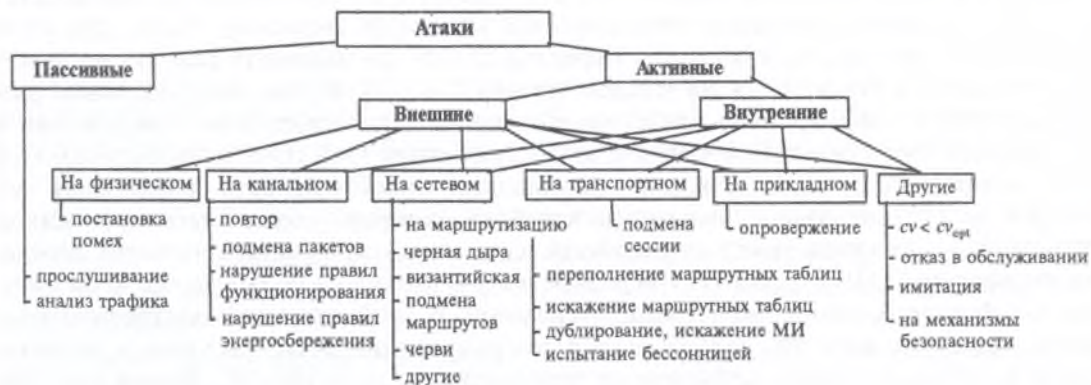 Атаки
Пассивные
Активные
Внешние
Внутренние
На физическом
На канальном
На сетевом
На транспортном
На прикладном
Другие
постановка
помех
прослушивание
анализ трафика
повтор
подмена пакетов
нарушение правил
функционирования
нарушение правил
энергосбережения
на маршрутизацию
черная дыра
византийская
подмена
маршрутов
черви
другие
подмена
сессии
переполнение маршрутных таблиц
искажение маршрутных таблиц
дублирование, искажение МИ
испытание бессонницей
опровержение
cv < cv_opt
отказ в обслуживании
имитация
на механизмы
безопасности